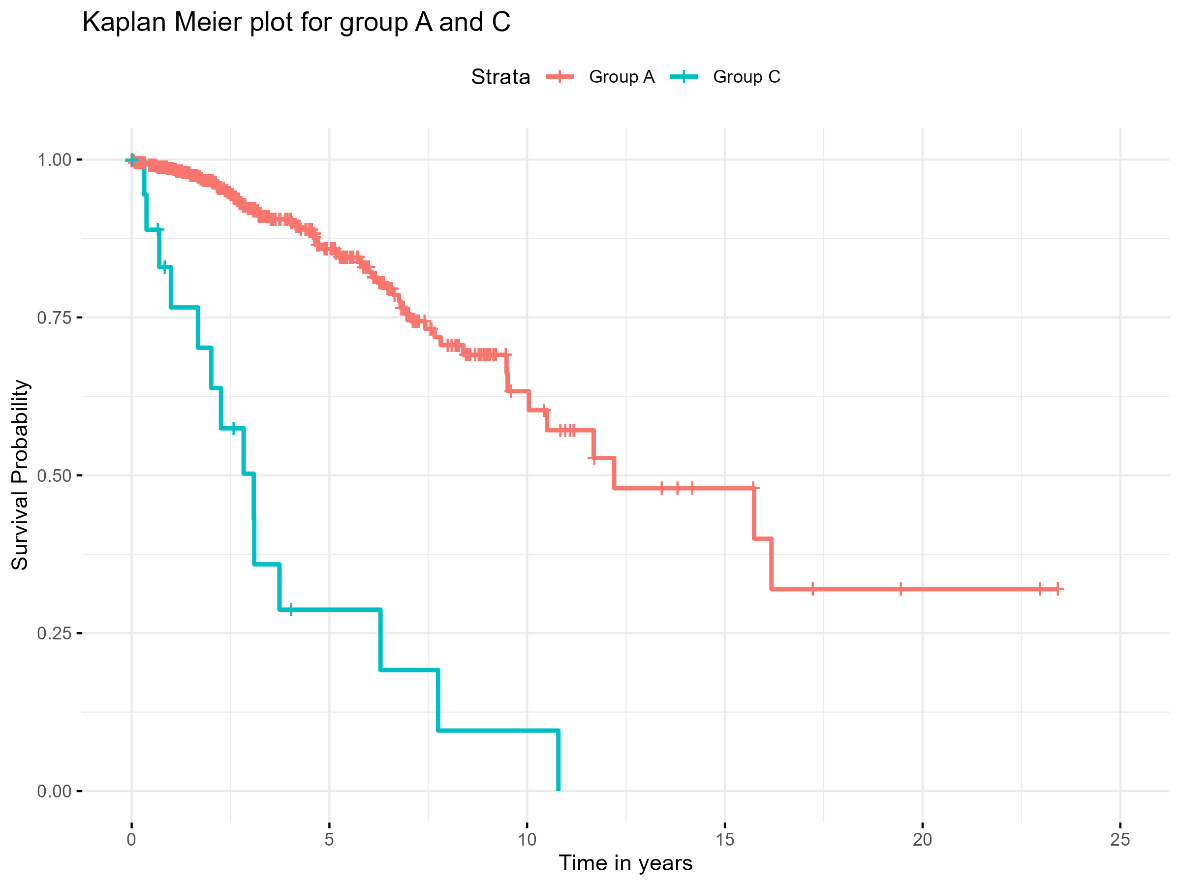 Kaplan Meier plot for group A and C
Strata Group A Group C
1.00
0.75
0.50
0.25
0.00
Survival Probability
0 5 10 15 20 25
Time in years